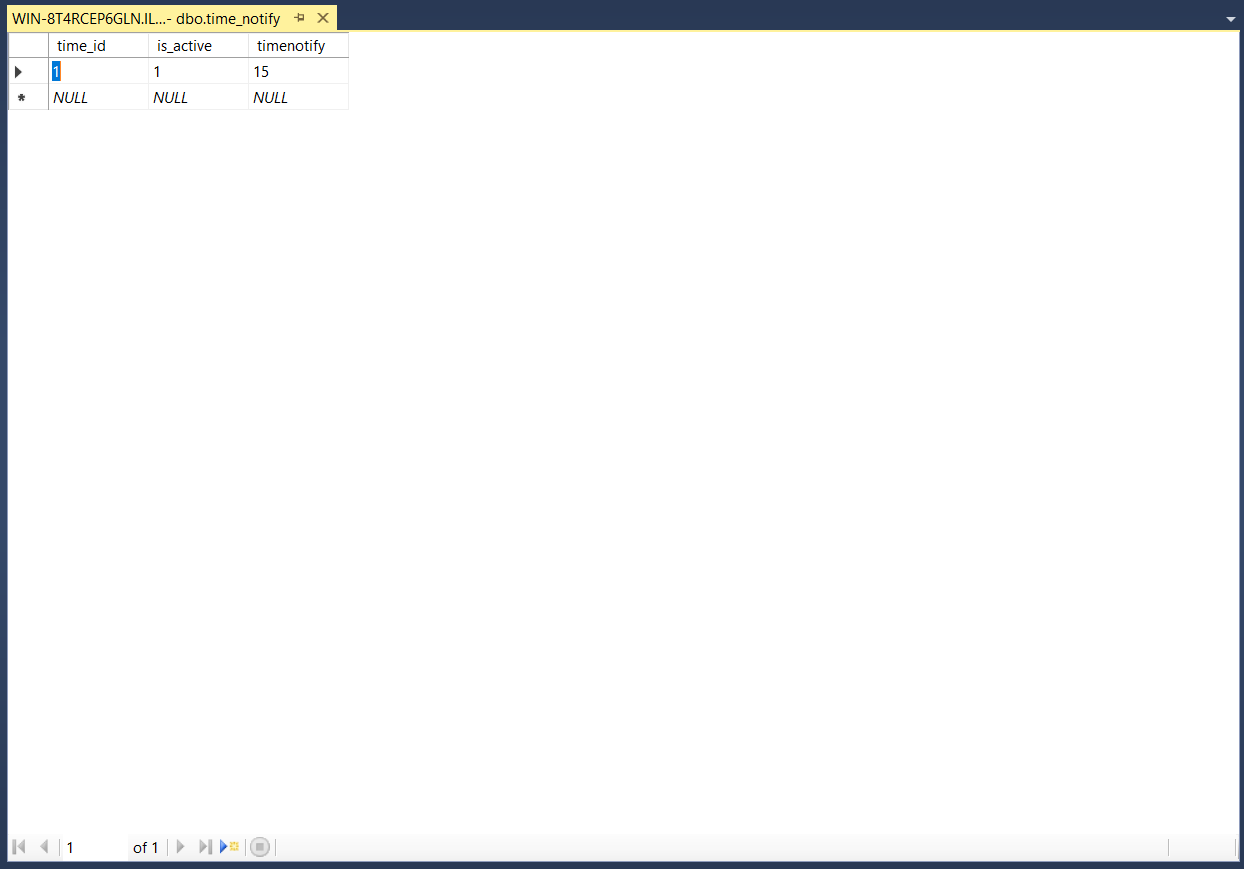 WIN-8T4RCEP6GLN.IL...- dbo.time_notify
time_id is_active timenotify
1 1 15
* NULL NULL NULL
1 of 1